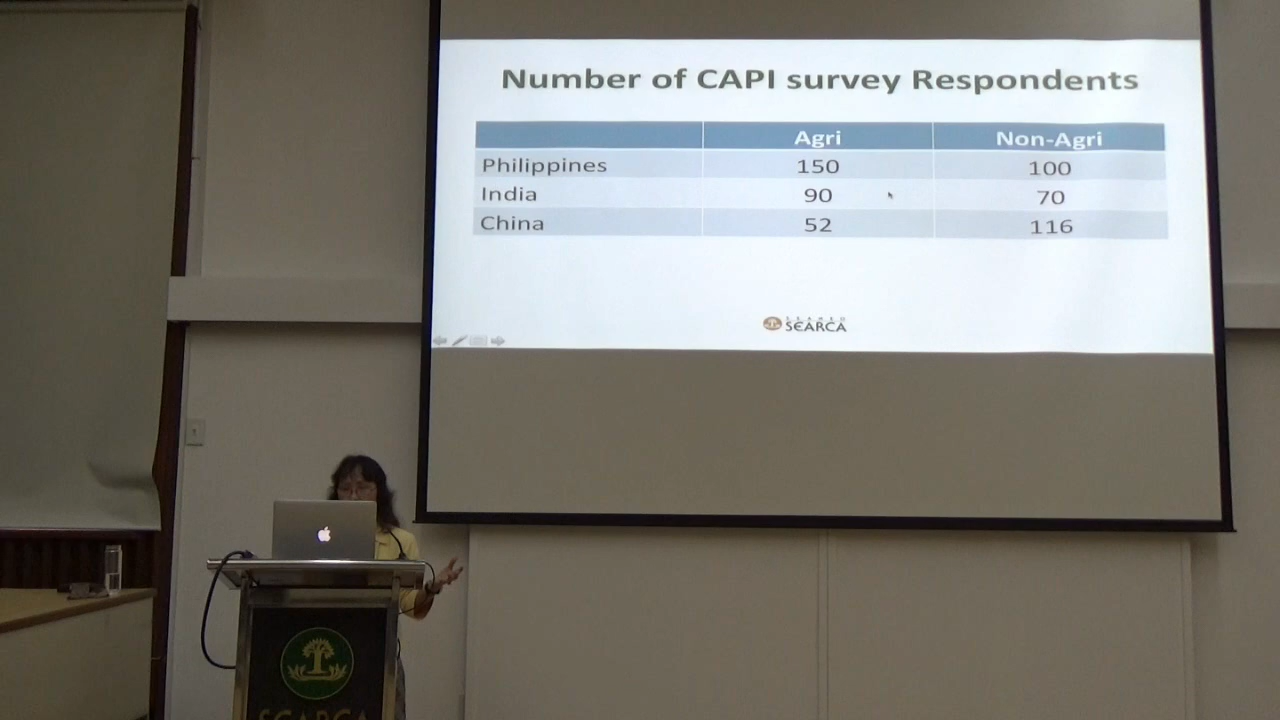 Number of CAPI survey Respondents
Agri Non-Agri
Philippines 150 100
India 90 70
China 52 116
SEARCA
SEARCA